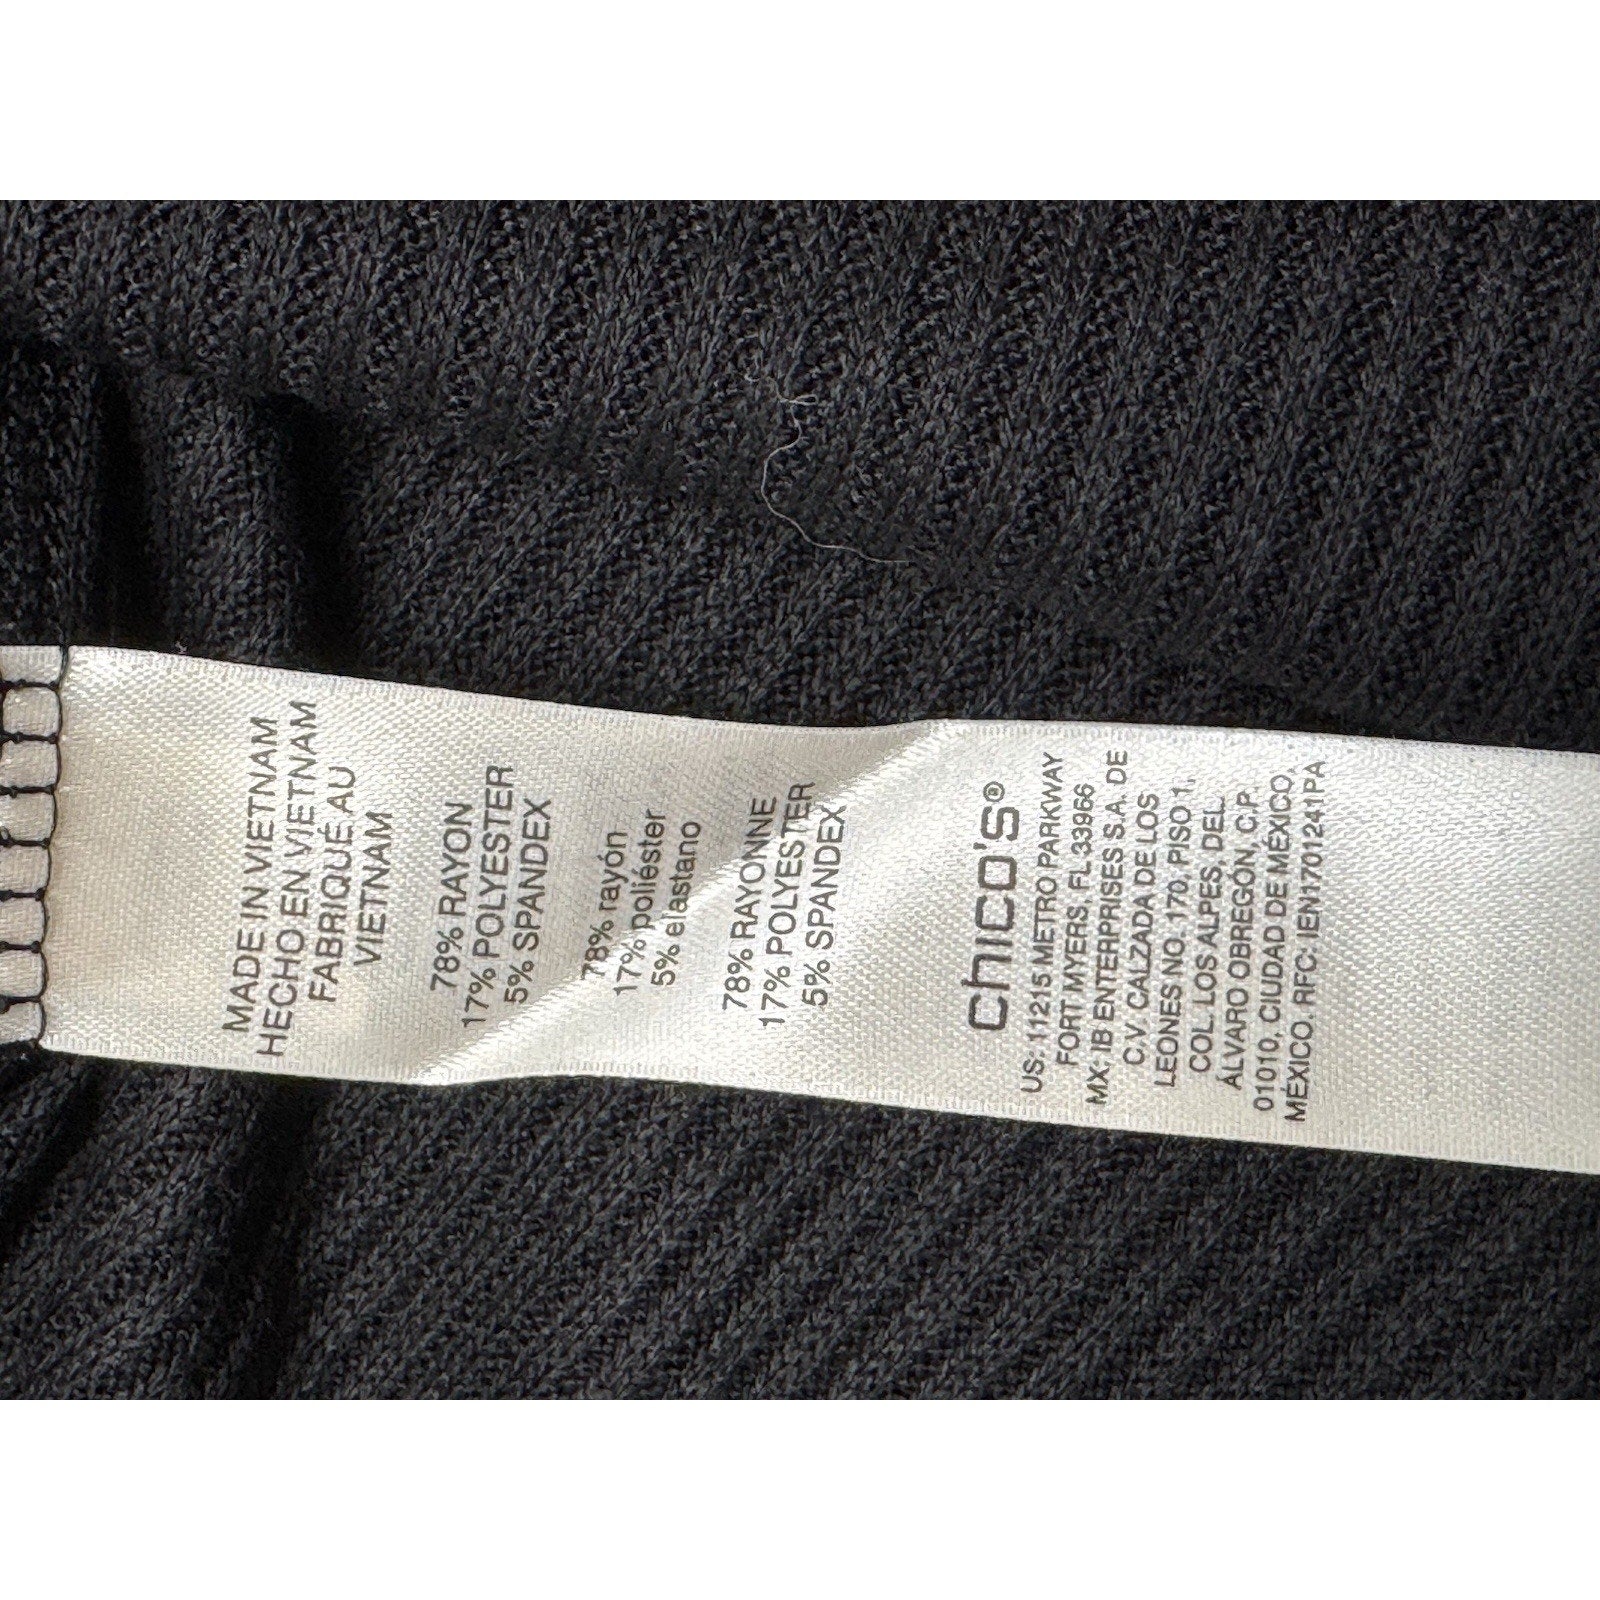 MADE IN VIETNAM
HECHO EN VIETNAM
FABRIQUÉ AU
VIETNAM
78% RAYON
17% POLYESTER
5% SPANDEX
78% rayón
17% poliéster
5% elastano
78% RAYONNE
17% POLYESTER
5% SPANDEX
chico's®
US: 11215 METRO PARKWAY
FORT MYERS, FL 33966
MX: IB ENTERPRISES S.A. DE
C.V. CALZADA DE LOS
LEONES NO. 170, PISO 1,
COL. LOS ALPES, DEL.
ÁLVARO OBREGÓN, C.P.
01010, CIUDAD DE MÉXICO,
MÉXICO. RFC: IEN1701241PA